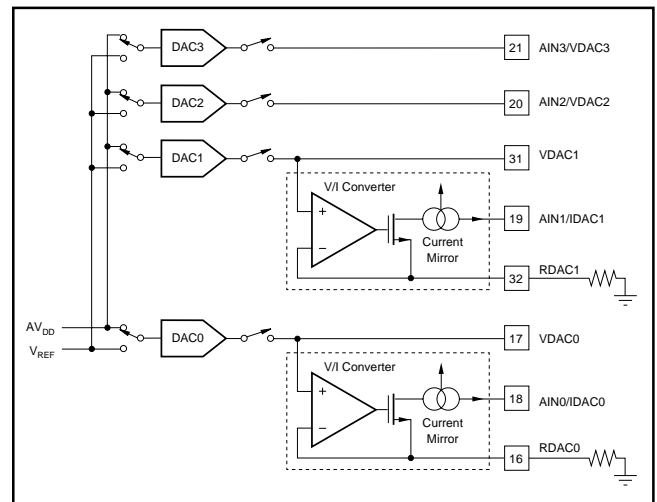 DAC3
21 AIN3/VDAC3
DAC2
20 AIN2/VDAC2
DAC1
31 VDAC1
V/I Converter
+
–
19 AIN1/IDAC1
Current
Mirror
32 RDAC1
AVDD
VREF
DAC0
17 VDAC0
V/I Converter
+
–
18 AIN0/IDAC0
Current
Mirror
16 RDAC0